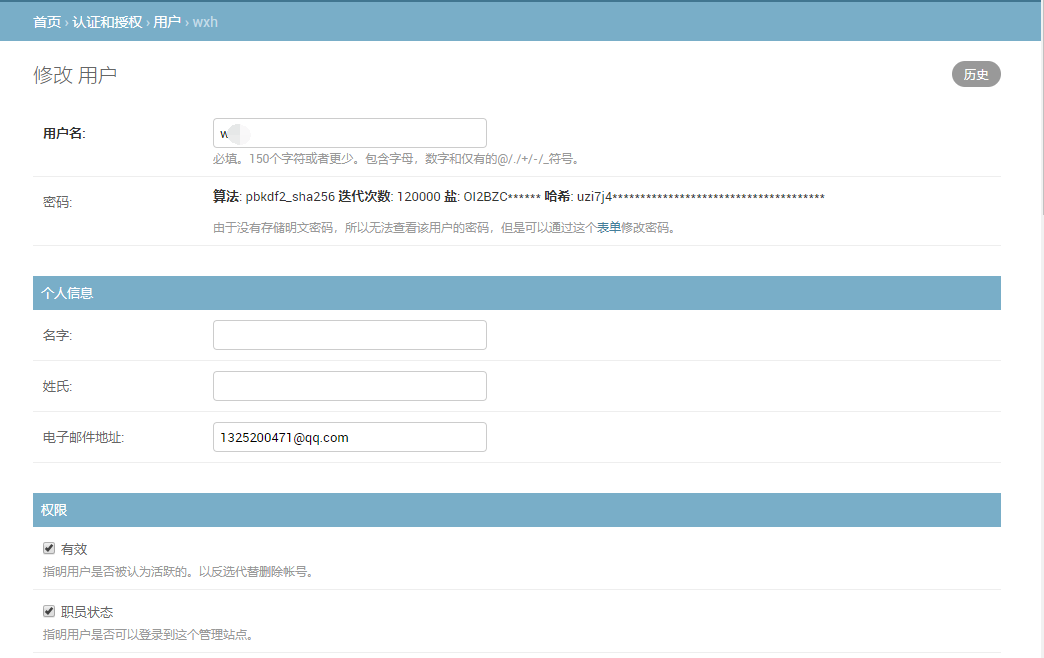 首页 › 认证和授权 › 用户 › wxh
修改 用户
历史
用户名:
w
必填。150个字符或者更少。包含字母，数字和仅有的@/./+/-/_符号。
密码:
算法: pbkdf2_sha256 迭代次数: 120000 盐: OI2BZC****** 哈希: uzi7j4**************************************
由于没有存储明文密码，所以无法查看该用户的密码，但是可以通过这个表单修改密码。
个人信息
名字:
姓氏:
电子邮件地址:
1325200471@qq.com
权限
有效
指明用户是否被认为活跃的。以反选代替删除帐号。
职员状态
指明用户是否可以登录到这个管理站点。